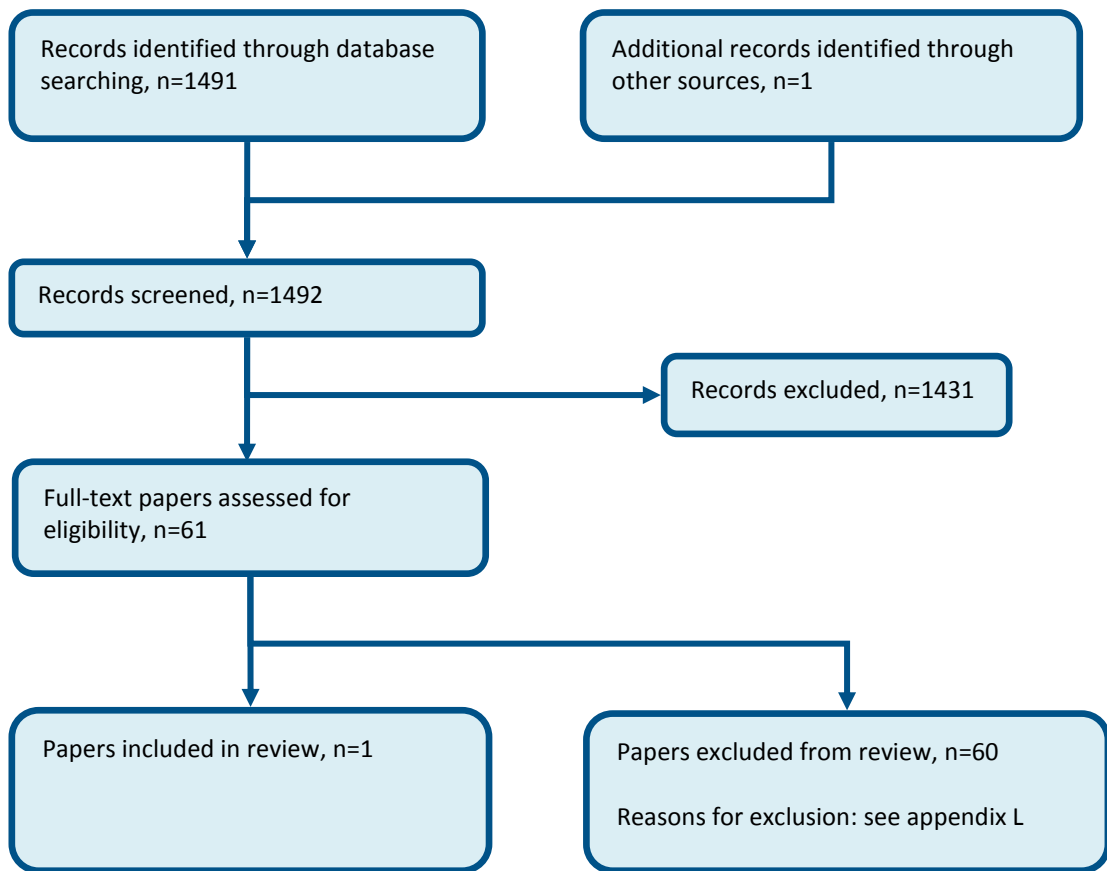 Records identified through database
searching, n=1491
Additional records identified through
other sources, n=1
Records screened, n=1492
Records excluded, n=1431
Full-text papers assessed for
eligibility, n=61
Papers included in review, n=1
Papers excluded from review, n=60
Reasons for exclusion: see appendix L